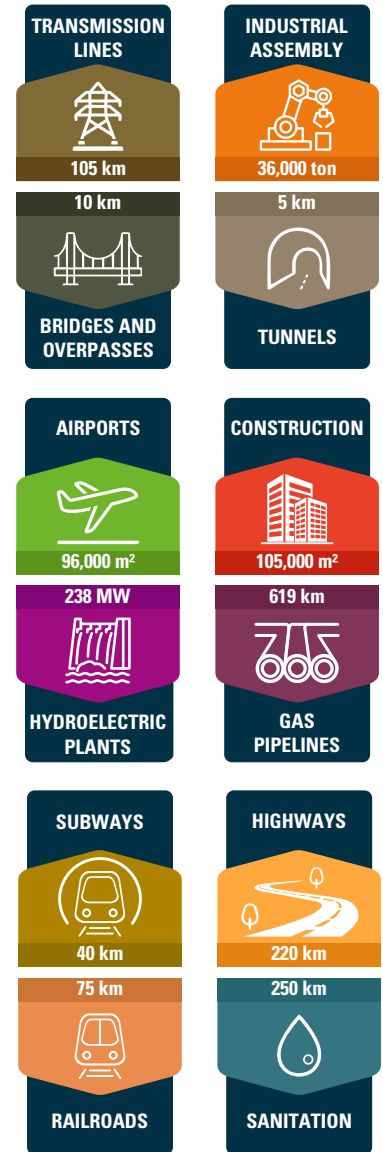 TRANSMISSION
LINES
105 km
10 km
BRIDGES AND
OVERPASSES
INDUSTRIAL
ASSEMBLY
36,000 ton
5 km
TUNNELS
AIRPORTS
96,000 m²
238 MW
HYDROELECTRIC
PLANTS
CONSTRUCTION
105,000 m²
619 km
GAS
PIPELINES
SUBWAYS
40 km
75 km
RAILROADS
HIGHWAYS
220 km
250 km
SANITATION